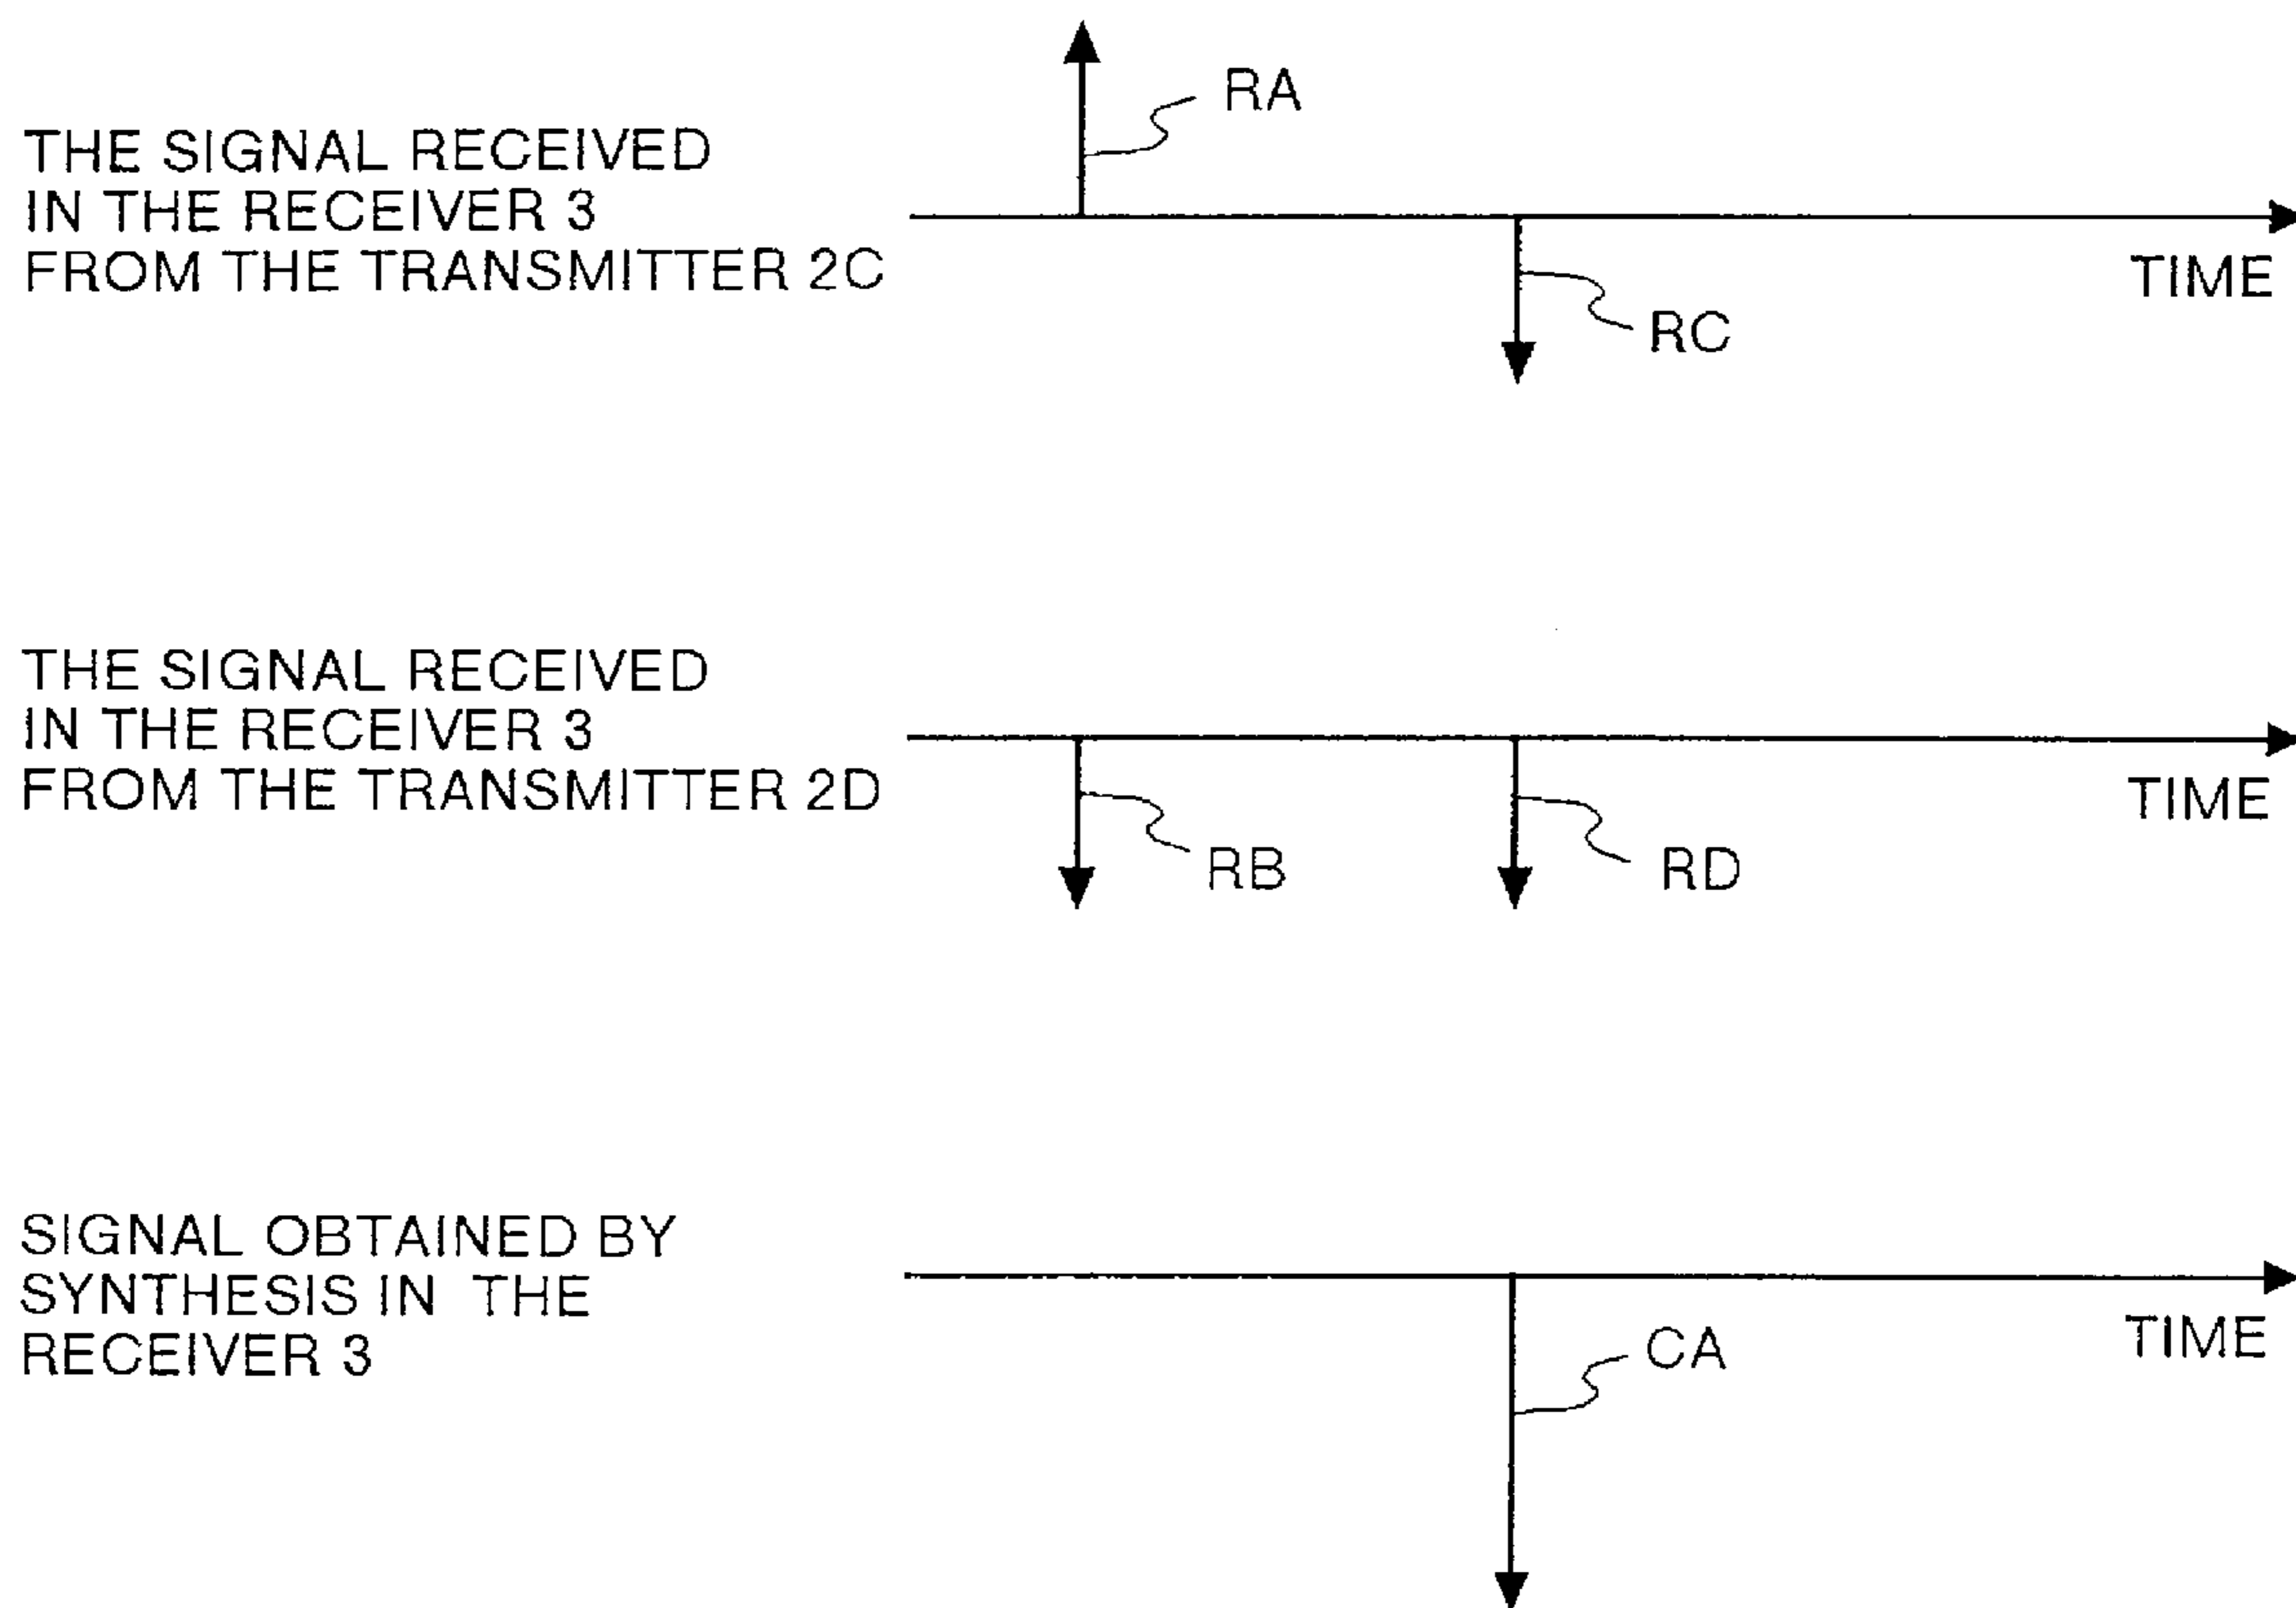 RA
THE SIGNAL RECEIVED
IN THE RECEIVER 3
FROM THE TRANSMITTER 2C
TIME
RC
THE SIGNAL RECEIVED
IN THE RECEIVER 3
FROM THE TRANSMITTER 2D
TIME
RB
RD
SIGNAL OBTAINED BY
SYNTHESIS IN THE
RECEIVER 3
TIME
CA